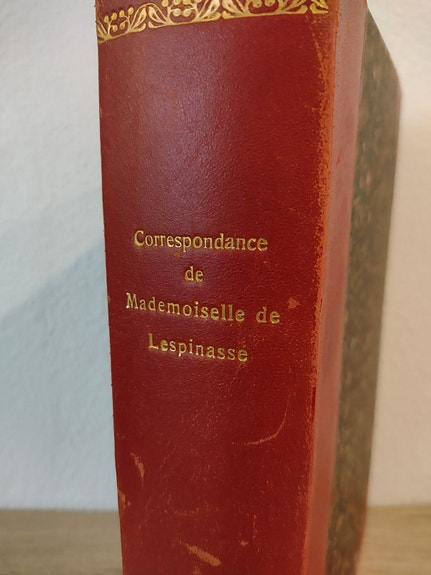 Correspondance
de
Mademoiselle de
Lespinasse